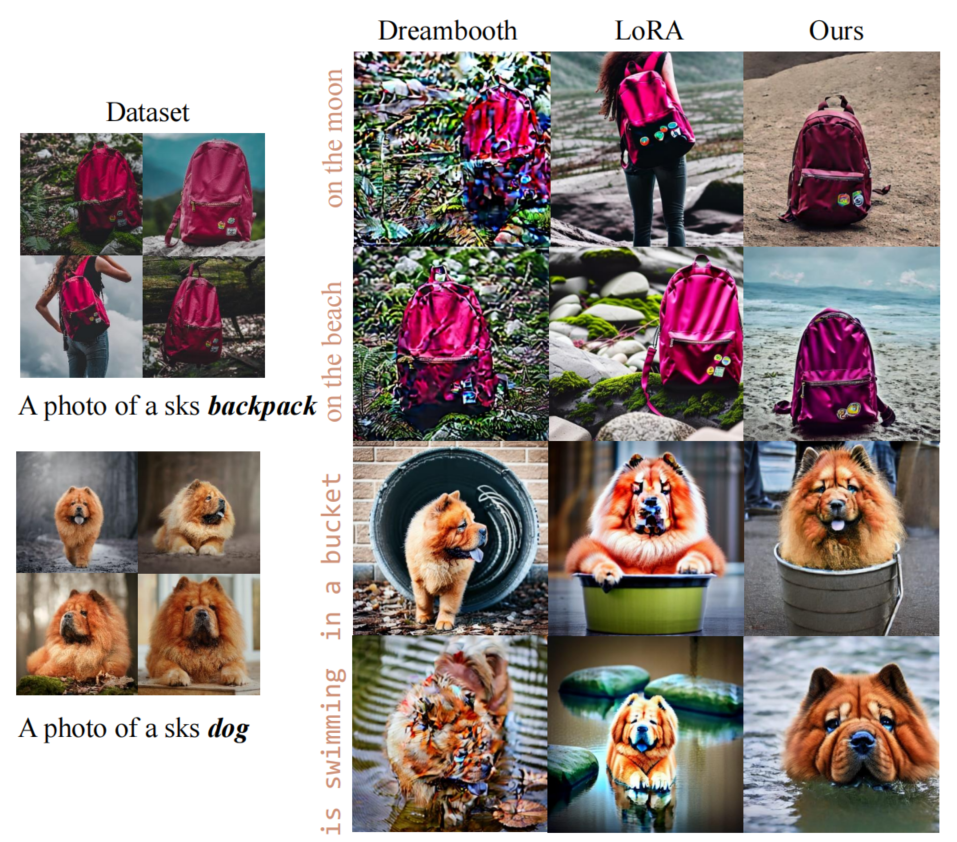 Dreambooth
LoRA
Ours
Dataset
on the moon
on the beach
A photo of a sks backpack
in a bucket
is swimming
A photo of a sks dog